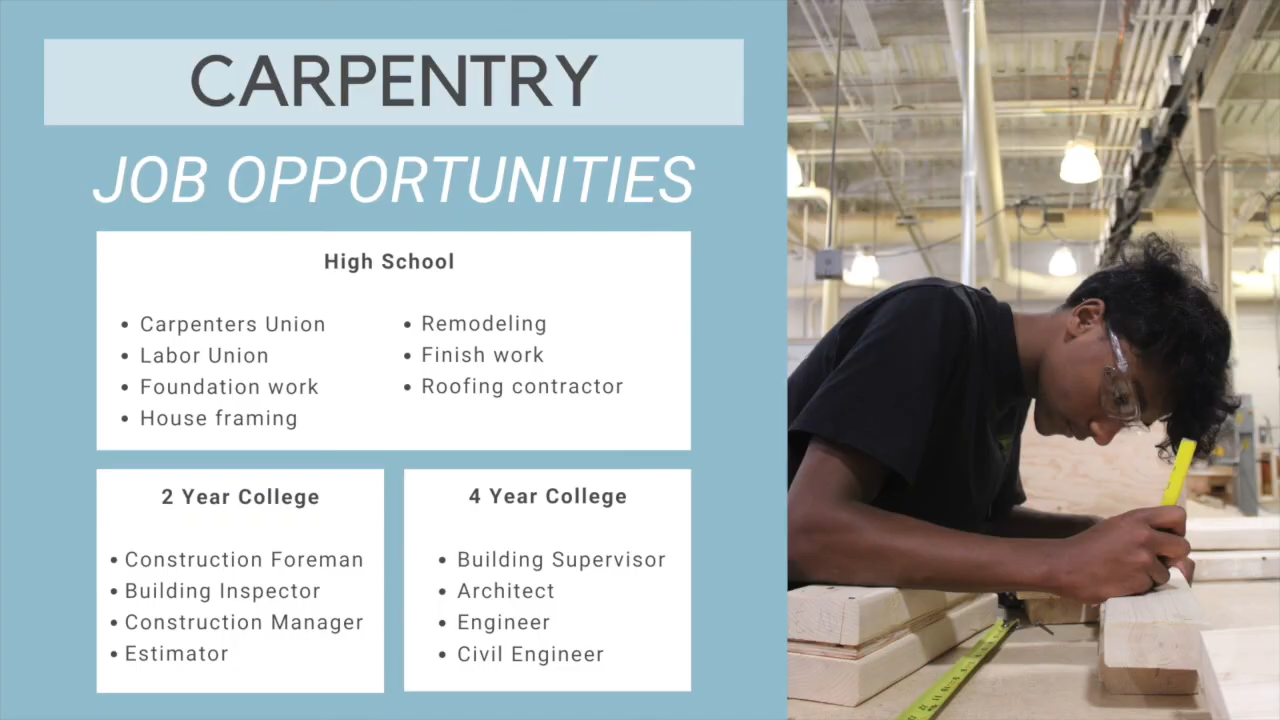 CARPENTRY
JOB OPPORTUNITIES
High School
• Carpenters Union
• Labor Union
• Foundation work
• House framing
• Remodeling
• Finish work
• Roofing contractor
2 Year College
• Construction Foreman
• Building Inspector
• Construction Manager
• Estimator
4 Year College
• Building Supervisor
• Architect
• Engineer
• Civil Engineer